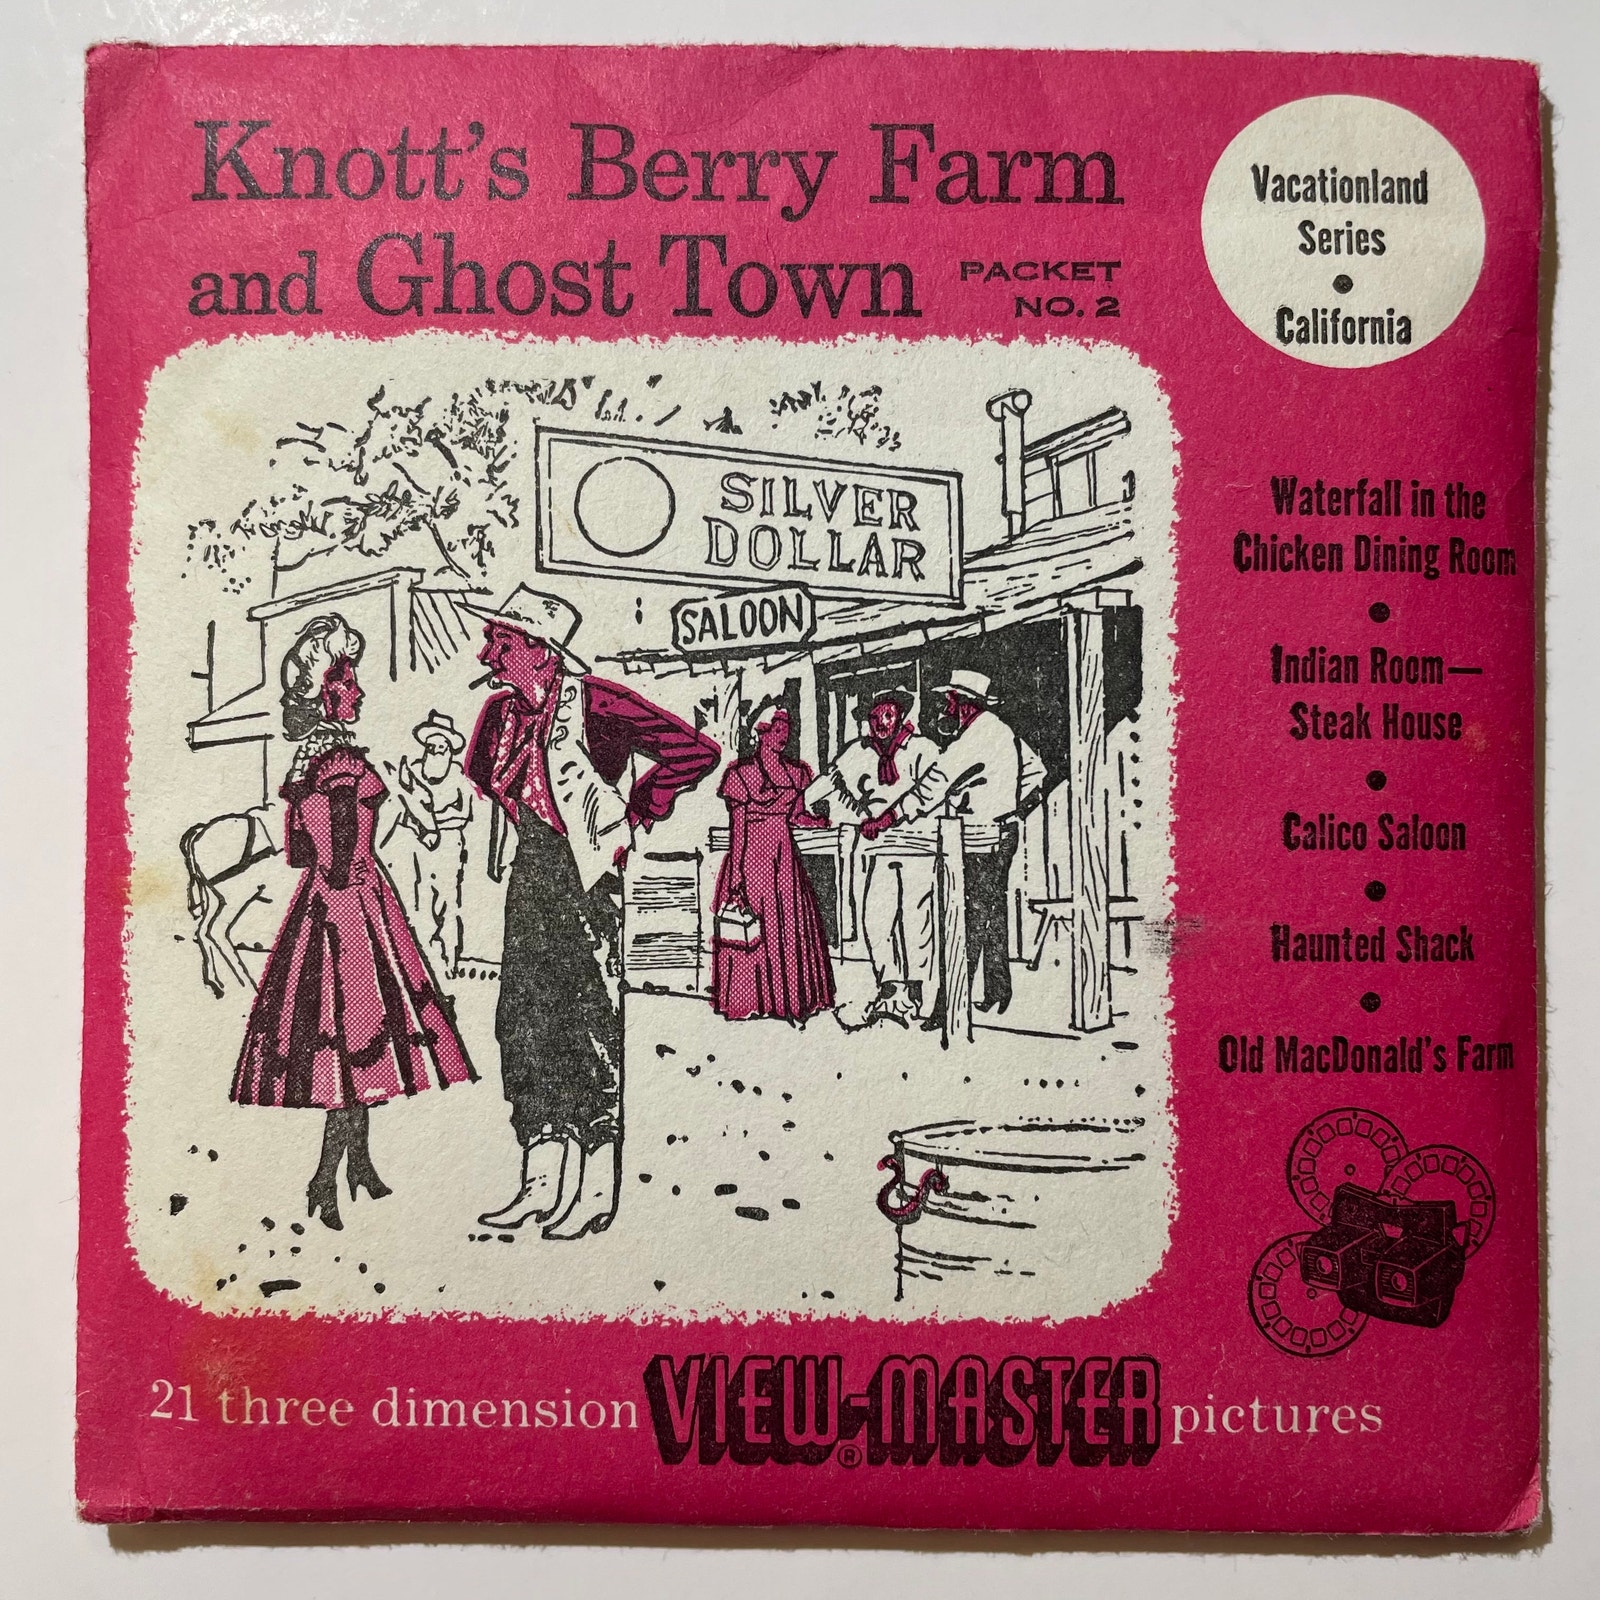 Knott's Berry Farm
and Ghost Town
PACKET
NO. 2
Vacationland
Series
•
California
SILVER
DOLLAR
SALOON
Waterfall in the
Chicken Dining Room
•
Indian Room—
Steak House
•
Calico Saloon
•
Haunted Shack
•
Old MacDonald's Farm
21 three dimension VIEW-MASTER® pictures